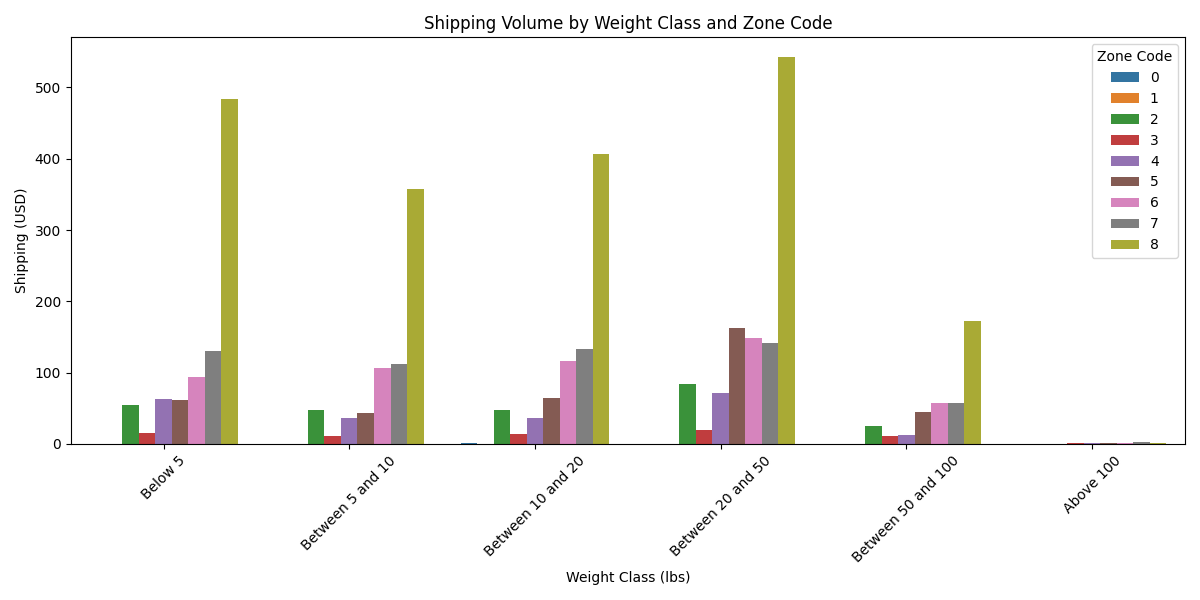 Shipping Volume by Weight Class and Zone Code
Shipping (USD)
500
400
300
200
100
0
Zone Code
0
1
2
3
4
5
6
7
8
Below 5
Between 5 and 10
Between 10 and 20
Between 20 and 50
Between 50 and 100
Above 100
Weight Class (lbs)